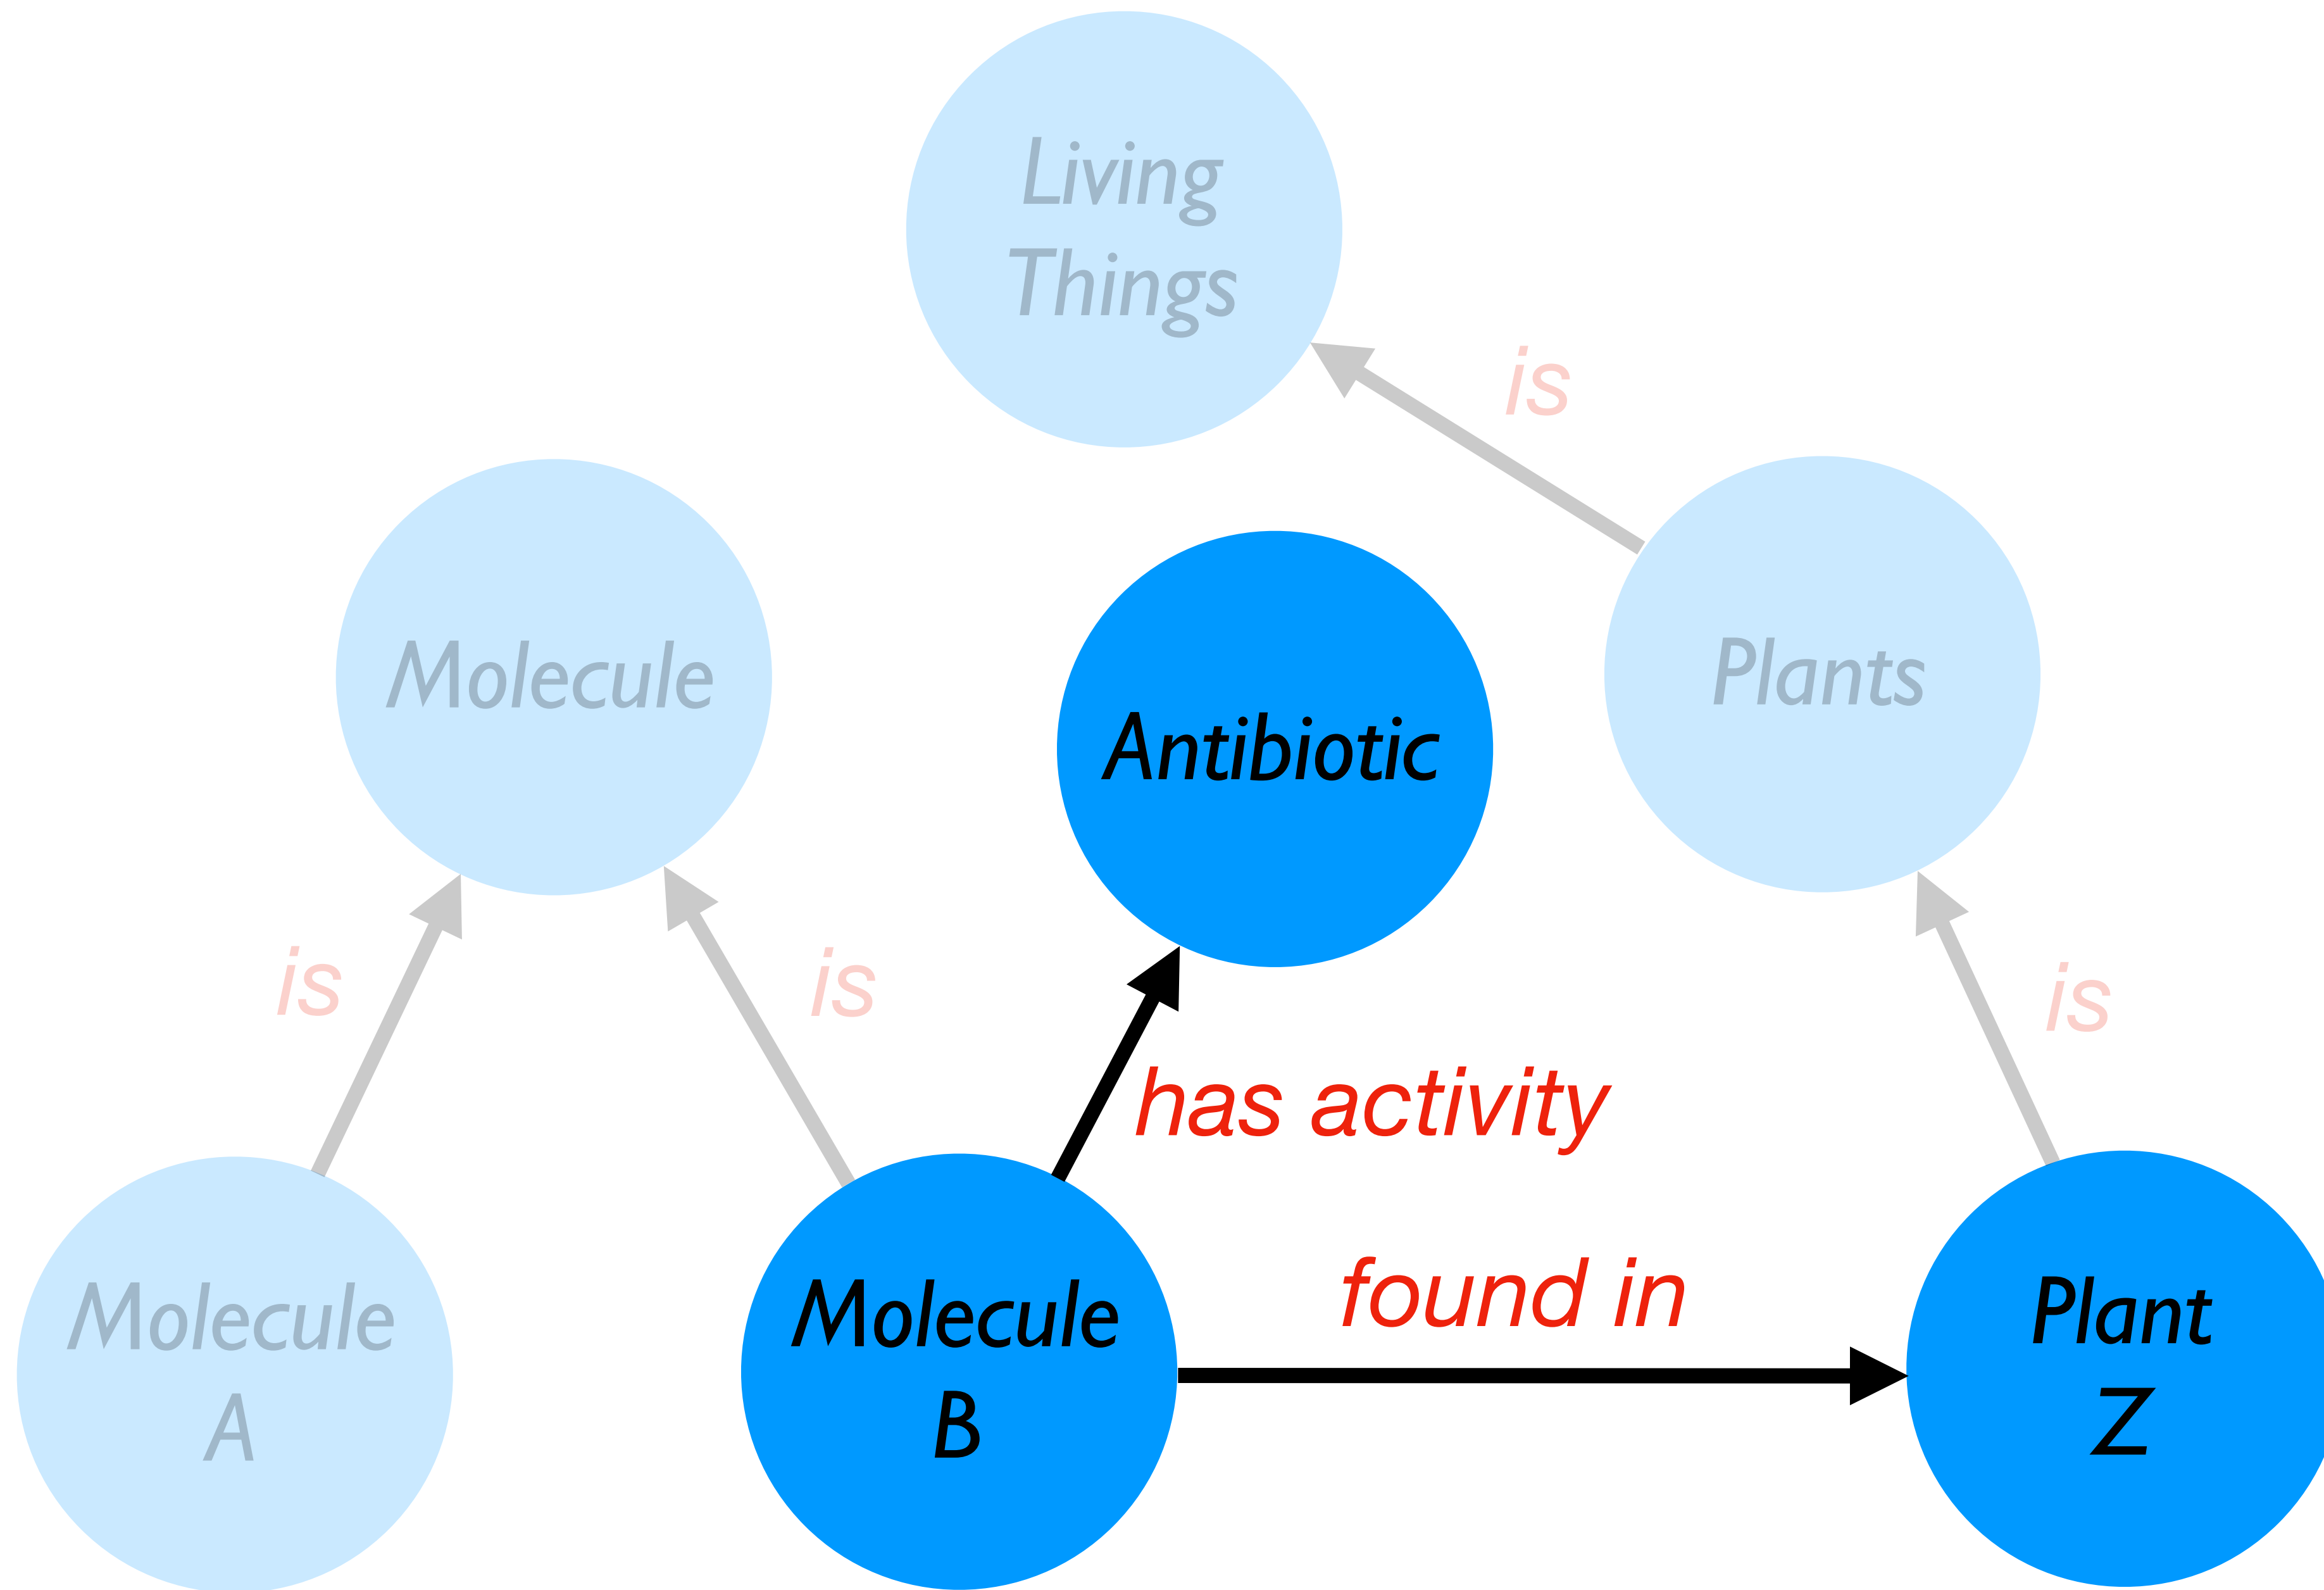 Living
Things
is
Molecule
Antibiotic
Plants
is
is
is
has activity
found in
Molecule
A
Molecule
B
Plant
Z